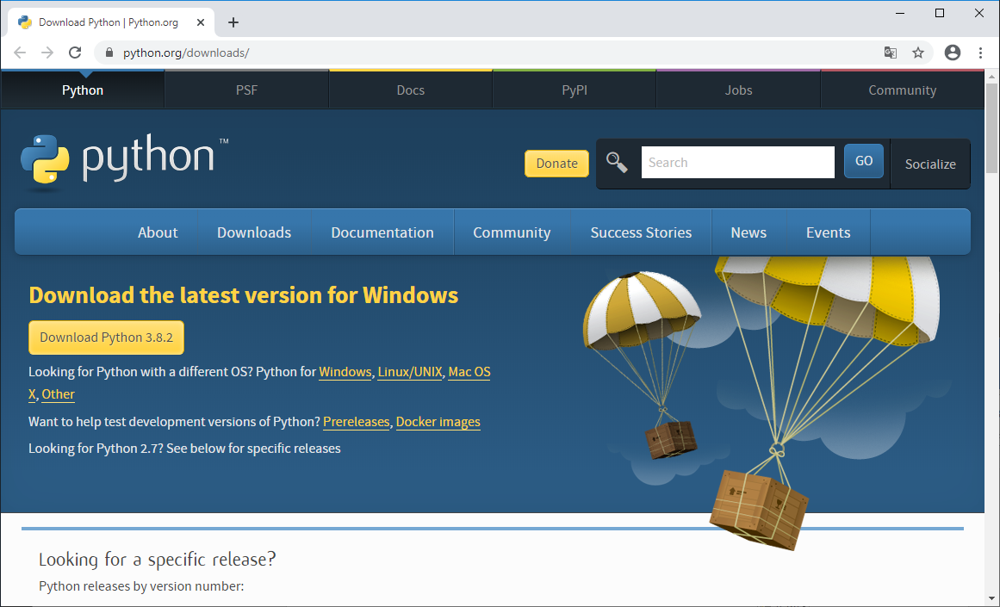 Download Python | Python.org
python.org/downloads/
Python PSF Docs PyPI Jobs Community
python™
Donate Search GO Socialize
About Downloads Documentation Community Success Stories News Events
Download the latest version for Windows
Download Python 3.8.2
Looking for Python with a different OS? Python for Windows, Linux/UNIX, Mac OS
X, Other
Want to help test development versions of Python? Prereleases, Docker images
Looking for Python 2.7? See below for specific releases
Looking for a specific release?
Python releases by version number: